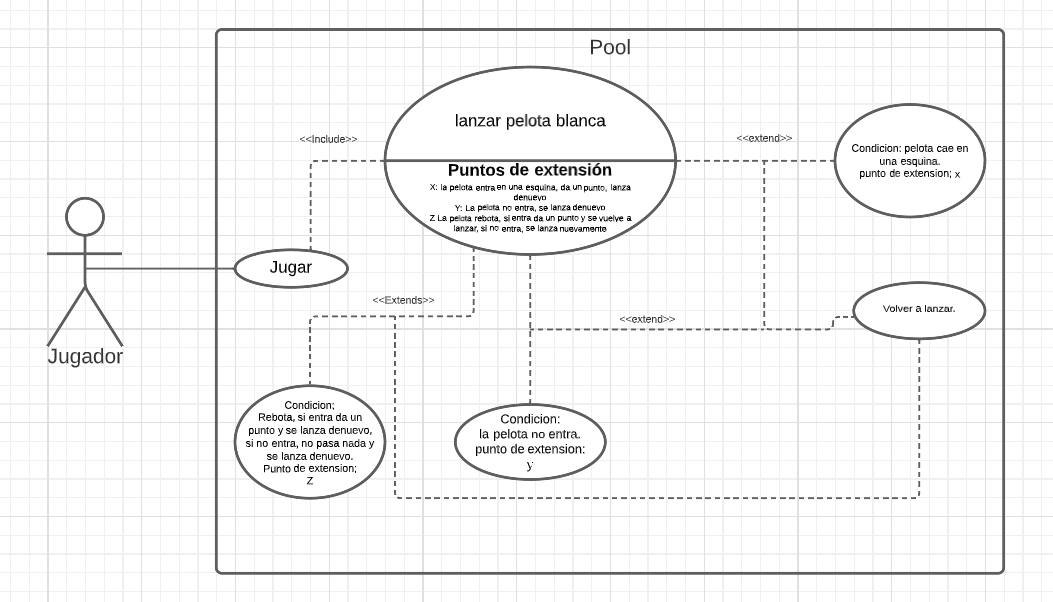 Pool
lanzar pelota blanca
Puntos de extensión
X: la pelota entra en una esquina, da un punto, lanza
denuevo
Y: La pelota no entra, se lanza denuevo
Z La pelota rebota, si entra da un punto y se vuelve a
lanzar, si no entra, se lanza nuevamente
<<Include>>
<<extend>>
Condicion: pelota cae en
una esquina.
punto de extension; x
Jugar
<<Extends>>
<<extend>>
Volver a lanzar.
Jugador
Condicion;
Rebota, si entra da un
punto y se lanza denuevo,
si no entra, no pasa nada y
se lanza denuevo.
Punto de extension;
Z
Condicion:
la pelota no entra.
punto de extension:
y